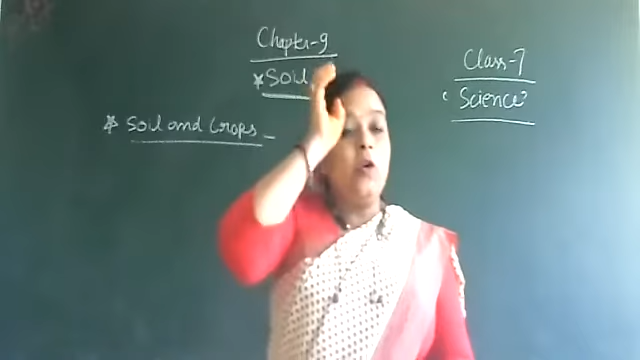 Chapter-9
* Soil
Class-7
'Science'
* Soil and Crops -